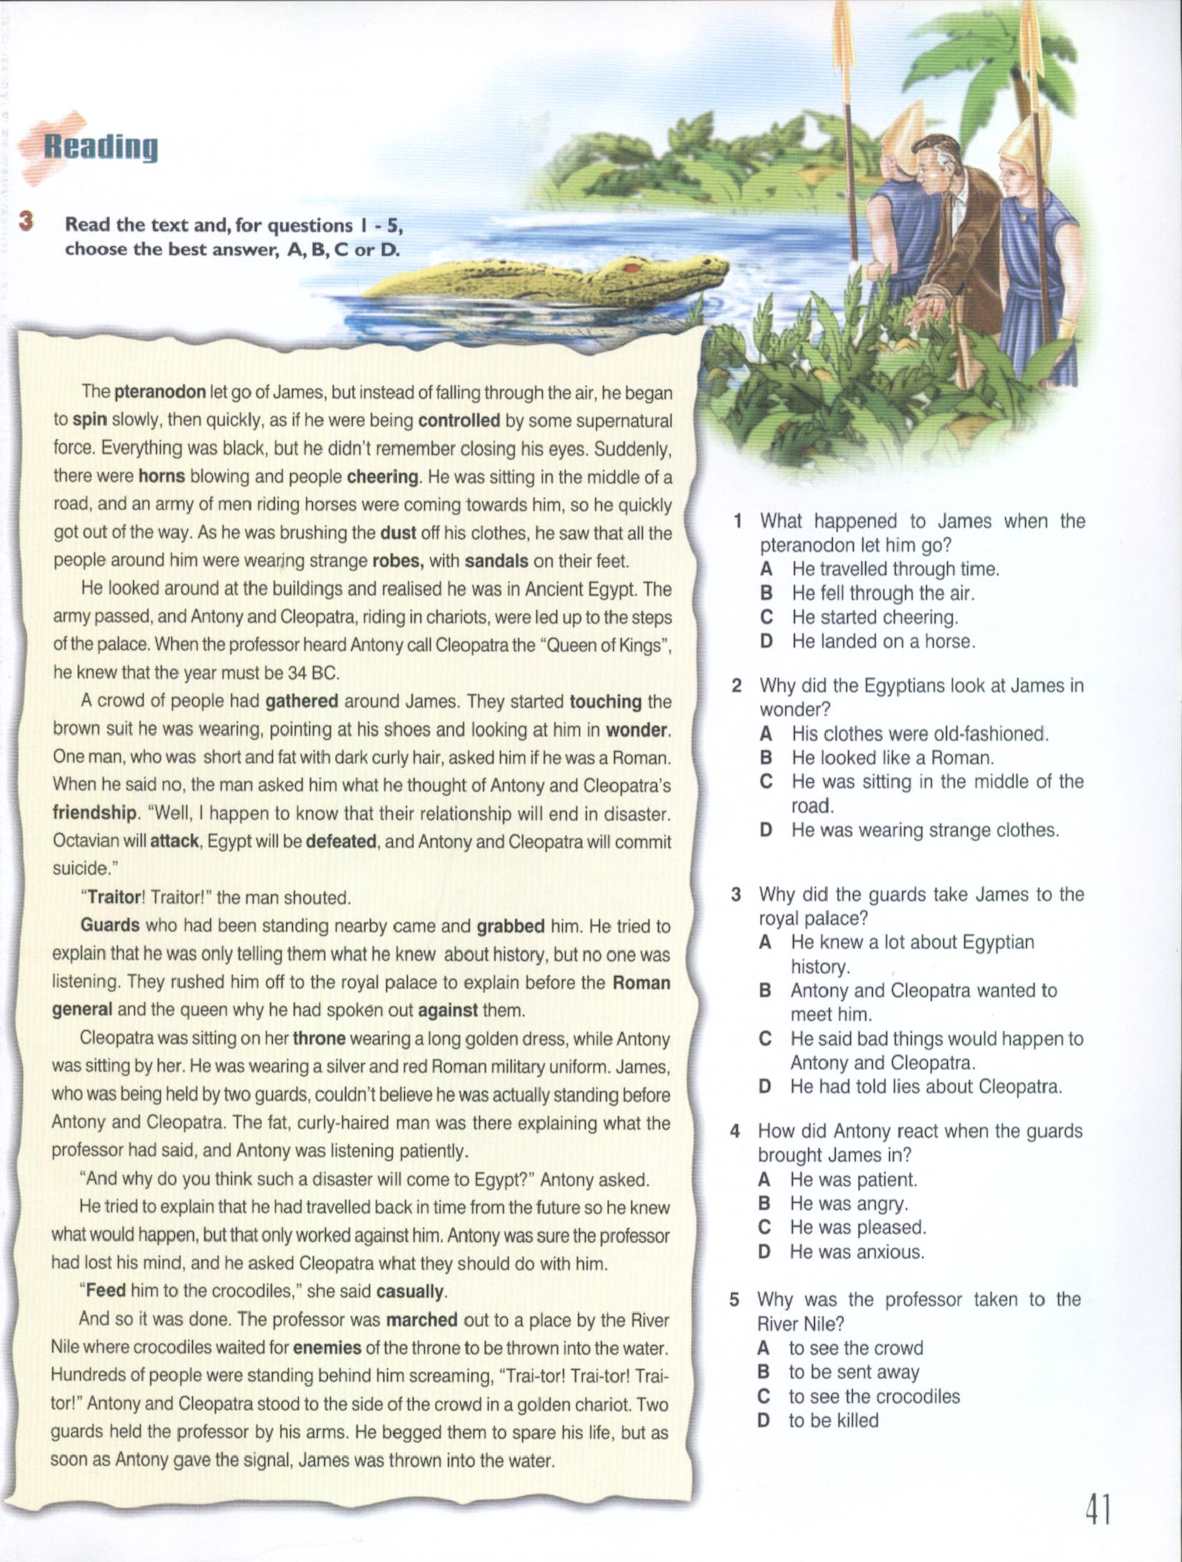 Reading
3 Read the text and, for questions 1 - 5,
choose the best answer, A, B, C or D.
The pteranodon let go of James, but instead of falling through the air, he began
to spin slowly, then quickly, as if he were being controlled by some supernatural
force. Everything was black, but he didn't remember closing his eyes. Suddenly,
there were horns blowing and people cheering. He was sitting in the middle of a
road, and an army of men riding horses were coming towards him, so he quickly
got out of the way. As he was brushing the dust off his clothes, he saw that all the
people around him were wearing strange robes, with sandals on their feet.
He looked around at the buildings and realised he was in Ancient Egypt. The
army passed, and Antony and Cleopatra, riding in chariots, were led up to the steps
of the palace. When the professor heard Antony call Cleopatra the “Queen of Kings”,
he knew that the year must be 34 BC.
A crowd of people had gathered around James. They started touching the
brown suit he was wearing, pointing at his shoes and looking at him in wonder.
One man, who was short and fat with dark curly hair, asked him if he was a Roman.
When he said no, the man asked him what he thought of Antony and Cleopatra's
friendship. “Well, I happen to know that their relationship will end in disaster.
Octavian will attack, Egypt will be defeated, and Antony and Cleopatra will commit
suicide.”
“Traitor! Traitor!” the man shouted.
Guards who had been standing nearby came and grabbed him. He tried to
explain that he was only telling them what he knew about history, but no one was
listening. They rushed him off to the royal palace to explain before the Roman
general and the queen why he had spoken out against them.
Cleopatra was sitting on her throne wearing a long golden dress, while Antony
was sitting by her. He was wearing a silver and red Roman military uniform. James,
who was being held by two guards, couldn't believe he was actually standing before
Antony and Cleopatra. The fat, curly-haired man was there explaining what the
professor had said, and Antony was listening patiently.
“And why do you think such a disaster will come to Egypt?” Antony asked.
He tried to explain that he had travelled back in time from the future so he knew
what would happen, but that only worked against him. Antony was sure the professor
had lost his mind, and he asked Cleopatra what they should do with him.
“Feed him to the crocodiles,” she said casually.
And so it was done. The professor was marched out to a place by the River
Nile where crocodiles waited for enemies of the throne to be thrown into the water.
Hundreds of people were standing behind him screaming, “Trai-tor! Trai-tor! Trai-
tor!” Antony and Cleopatra stood to the side of the crowd in a golden chariot. Two
guards held the professor by his arms. He begged them to spare his life, but as
soon as Antony gave the signal, James was thrown into the water.
1 What happened to James when the
pteranodon let him go?
A He travelled through time.
B He fell through the air.
C He started cheering.
D He landed on a horse.
2 Why did the Egyptians look at James in
wonder?
A His clothes were old-fashioned.
B He looked like a Roman.
C He was sitting in the middle of the
road.
D He was wearing strange clothes.
3 Why did the guards take James to the
royal palace?
A He knew a lot about Egyptian
history.
B Antony and Cleopatra wanted to
meet him.
C He said bad things would happen to
Antony and Cleopatra.
D He had told lies about Cleopatra.
4 How did Antony react when the guards
brought James in?
A He was patient.
B He was angry.
C He was pleased.
D He was anxious.
5 Why was the professor taken to the
River Nile?
A to see the crowd
B to be sent away
C to see the crocodiles
D to be killed
41